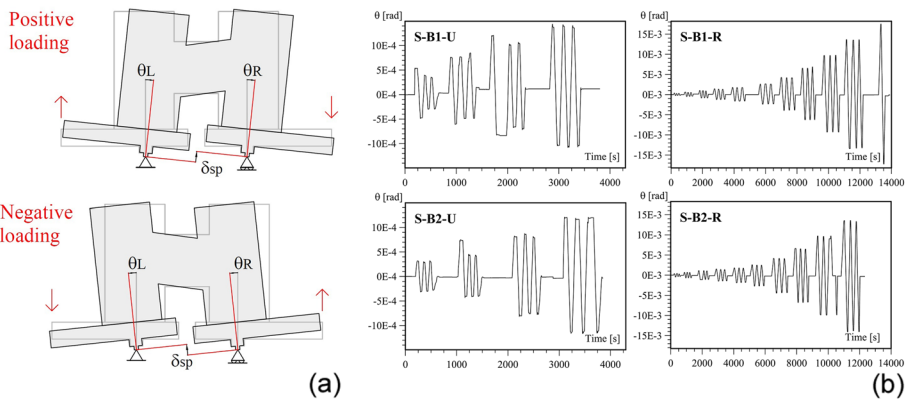 Positive
loading
θL
θR
δsp
Negative
loading
θL
θR
δsp
(a)
θ [rad]
S-B1-U
10E-4
5E-4
0E-4
-5E-4
-10E-4
Time [s]
0 1000 2000 3000 4000
θ [rad]
S-B1-R
15E-3
10E-3
5E-3
0E-3
-5E-3
-10E-3
-15E-3
Time [s]
0 2000 4000 6000 8000 10000 12000 14000
θ [rad]
S-B2-U
10E-4
5E-4
0E-4
-5E-4
-10E-4
Time [s]
0 1000 2000 3000 4000
θ [rad]
S-B2-R
15E-3
10E-3
5E-3
0E-3
-5E-3
-10E-3
-15E-3
Time [s]
0 2000 4000 6000 8000 10000 12000 14000
(b)